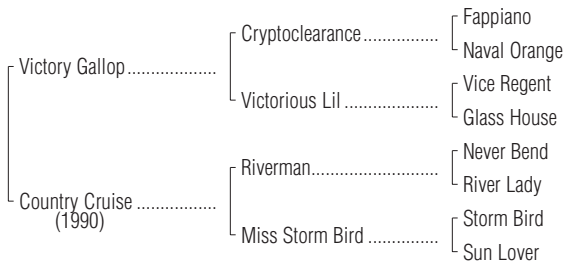 Fappiano
Cryptoclearance................
Naval Orange
Victory Gallop...................
Vice Regent
Victorious Lil ....................
Glass House
Never Bend
Riverman...........................
River Lady
Country Cruise .................
(1990)
Storm Bird
Miss Storm Bird ...............
Sun Lover